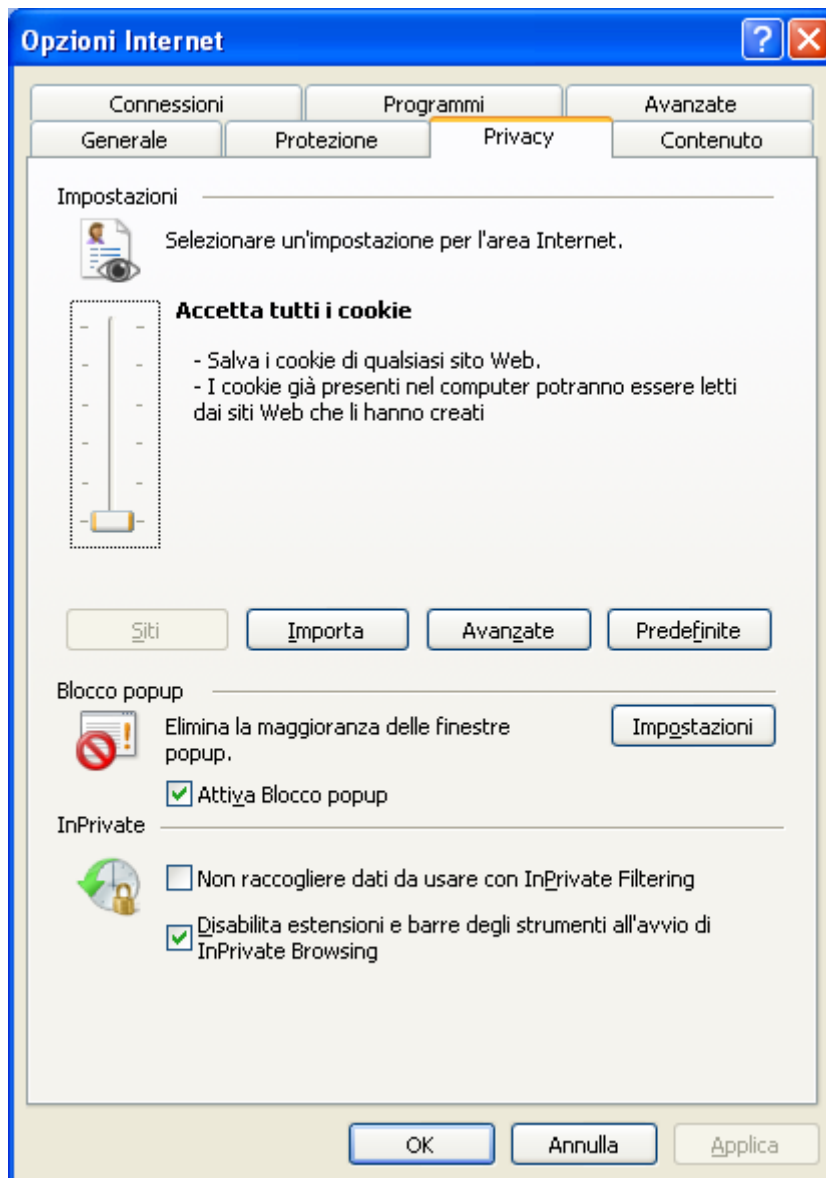 Opzioni Internet
Connessioni Programmi Avanzate
Generale Protezione Privacy Contenuto
Impostazioni
Selezionare un'impostazione per l'area Internet.
Accetta tutti i cookie
- Salva i cookie di qualsiasi sito Web.
- I cookie già presenti nel computer potranno essere letti
dai siti Web che li hanno creati
Siti Importa Avanzate Predefinite
Blocco popup
Elimina la maggioranza delle finestre
popup.
Impostazioni
Attiva Blocco popup
InPrivate
Non raccogliere dati da usare con InPrivate Filtering
Disabilita estensioni e barre degli strumenti all'avvio di
InPrivate Browsing
OK Annulla Applica